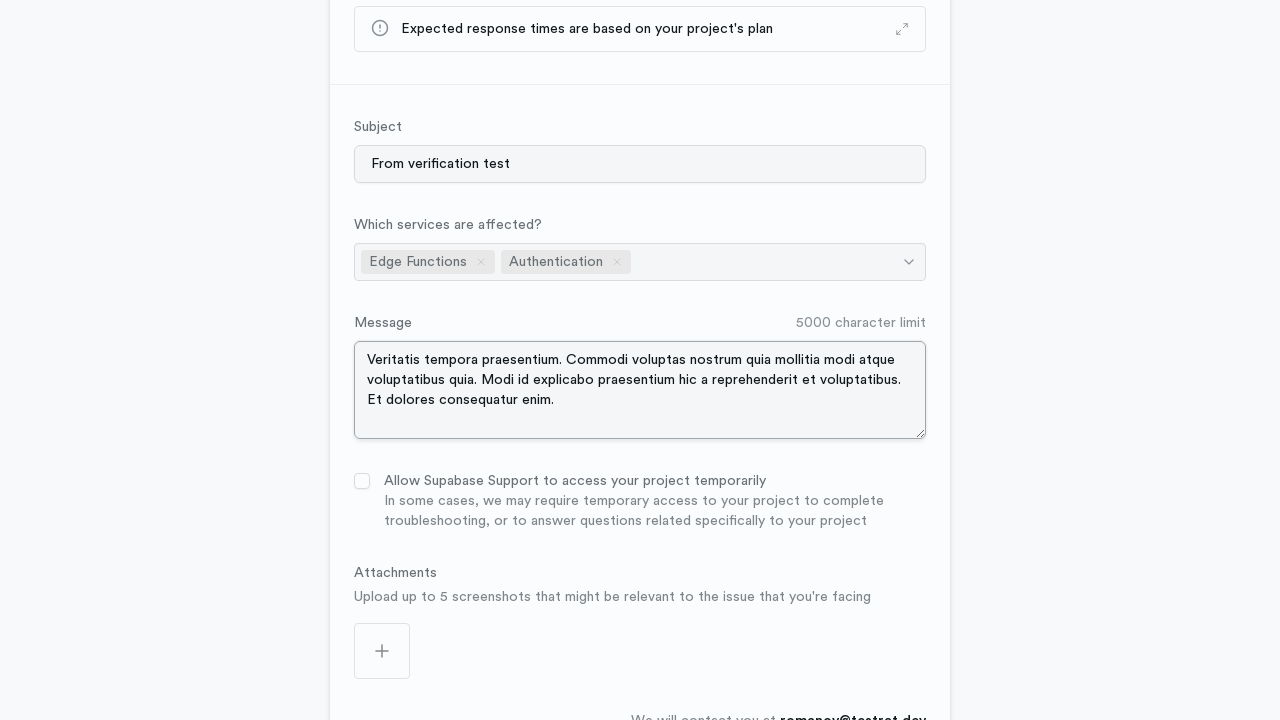 Expected response times are based on your project's plan
Subject
From verification test
Which services are affected?
Edge Functions
Authentication
Message
5000 character limit
Veritatis tempora praesentium. Commodi voluptas nostrum quia mollitia modi atque
voluptatibus quia. Modi id explicabo praesentium hic a reprehenderit et voluptatibus.
Et dolores consequatur enim.
Allow Supabase Support to access your project temporarily
In some cases, we may require temporary access to your project to complete
troubleshooting, or to answer questions related specifically to your project
Attachments
Upload up to 5 screenshots that might be relevant to the issue that you're facing
We will contact you at